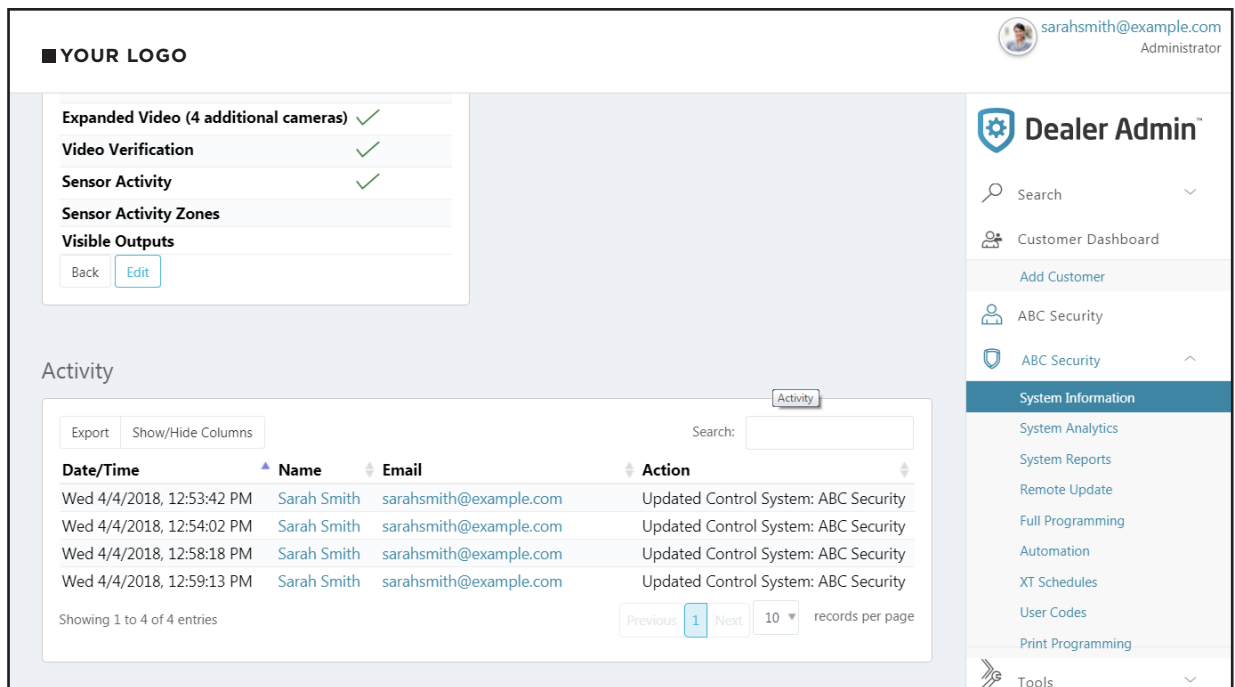 sarahsmith@example.com
Administrator
YOUR LOGO
Expanded Video (4 additional cameras)
Video Verification
Sensor Activity
Sensor Activity Zones
Visible Outputs
Back Edit
Activity
Activity
Export Show/Hide Columns Search:
Date/Time Name Email Action
Wed 4/4/2018, 12:53:42 PM Sarah Smith sarahsmith@example.com Updated Control System: ABC Security
Wed 4/4/2018, 12:54:02 PM Sarah Smith sarahsmith@example.com Updated Control System: ABC Security
Wed 4/4/2018, 12:58:18 PM Sarah Smith sarahsmith@example.com Updated Control System: ABC Security
Wed 4/4/2018, 12:59:13 PM Sarah Smith sarahsmith@example.com Updated Control System: ABC Security
Showing 1 to 4 of 4 entries Previous 1 Next 10 records per page
Dealer Admin™
Search
Customer Dashboard
Add Customer
ABC Security
ABC Security
System Information
System Analytics
System Reports
Remote Update
Full Programming
Automation
XT Schedules
User Codes
Print Programming
Tools